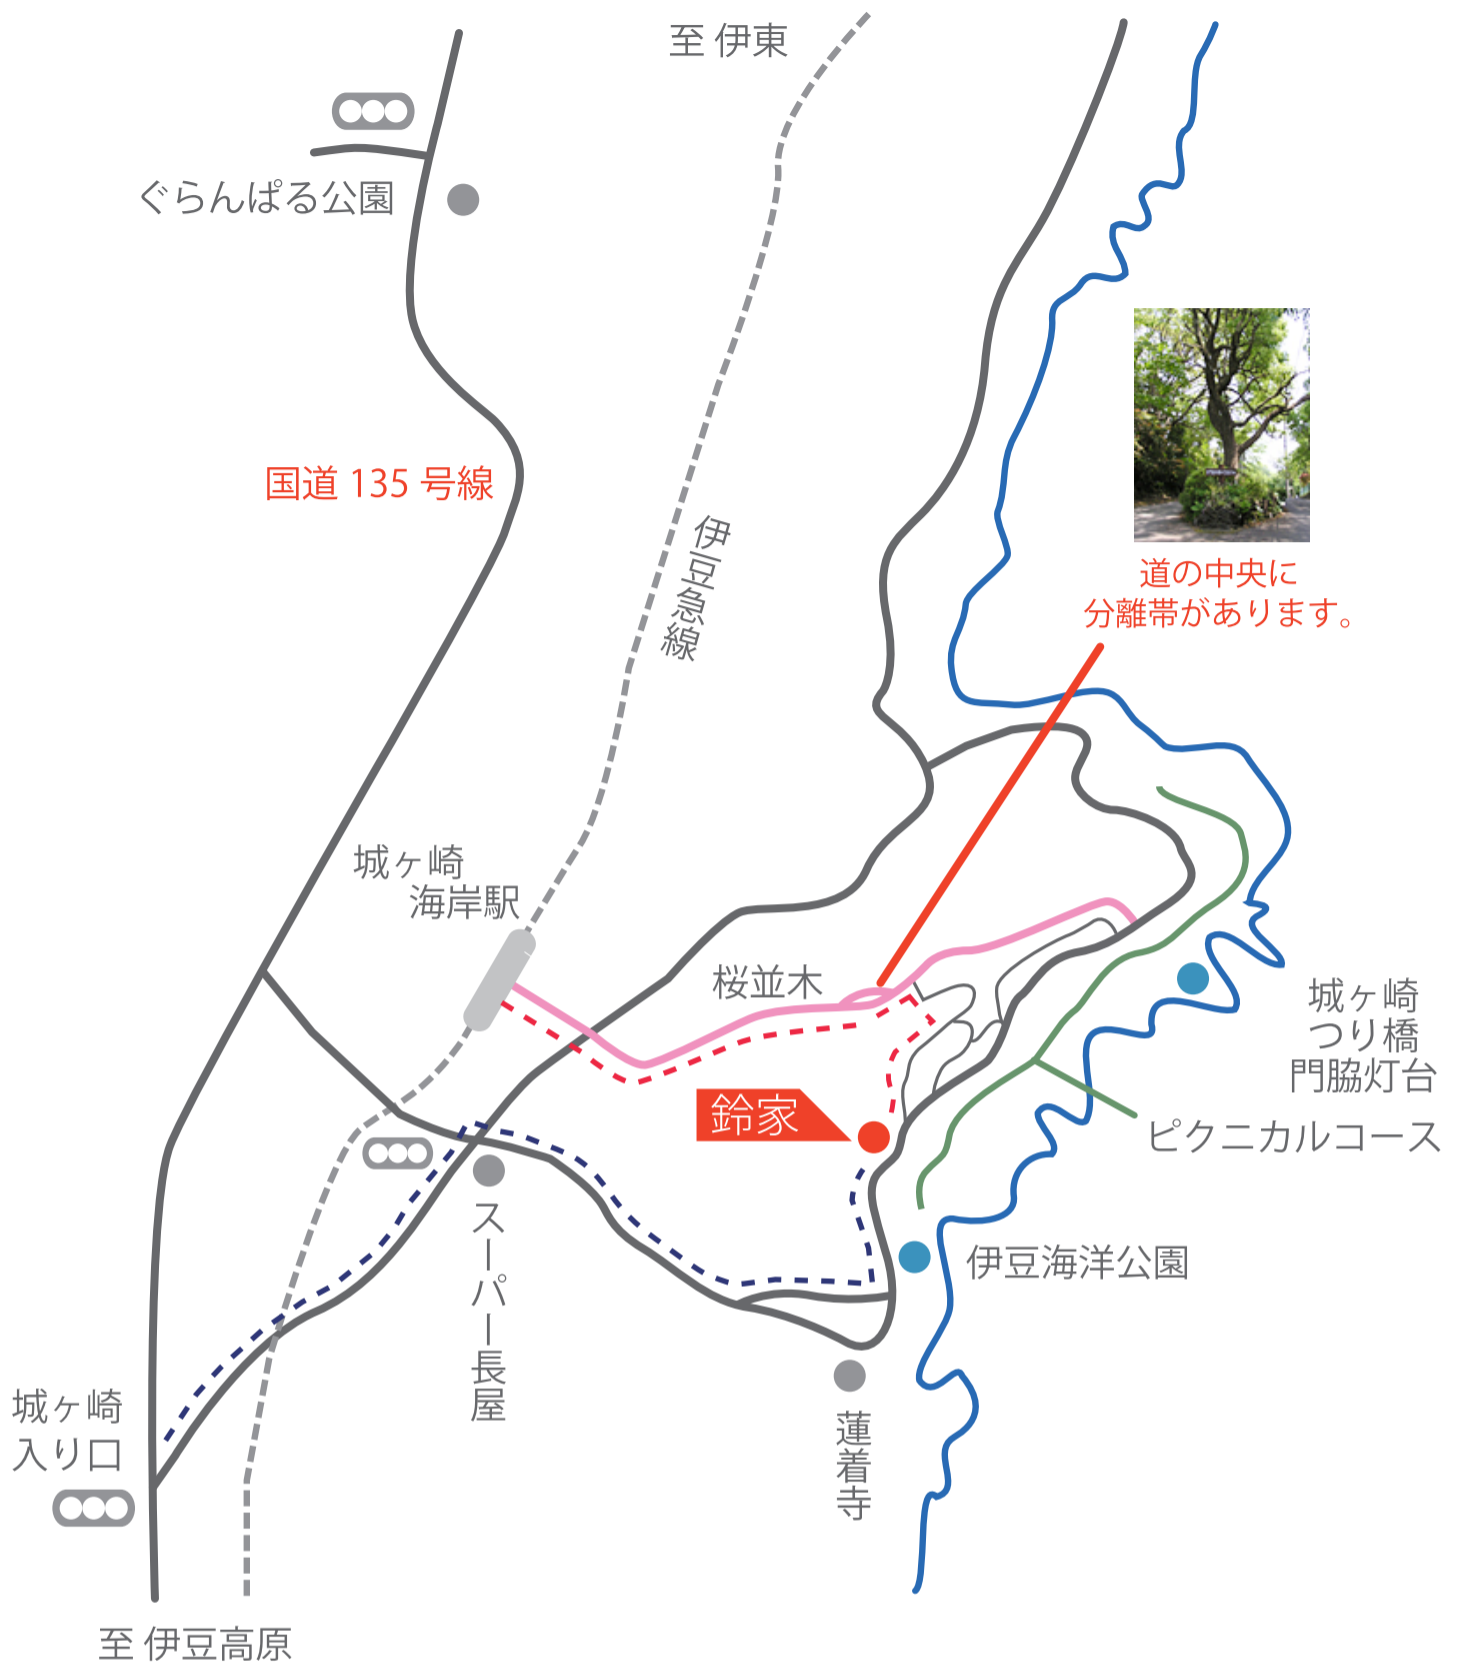 至 伊東
ぐらんぱる公園
国道 135 号線
伊豆急線
道の中央に
分離帯があります。
城ヶ崎
海岸駅
桜並木
城ヶ崎
つり橋
門脇灯台
鈴家
ピクニカルコース
スーパー長屋
伊豆海洋公園
城ヶ崎
入り口
蓮着寺
至 伊豆高原